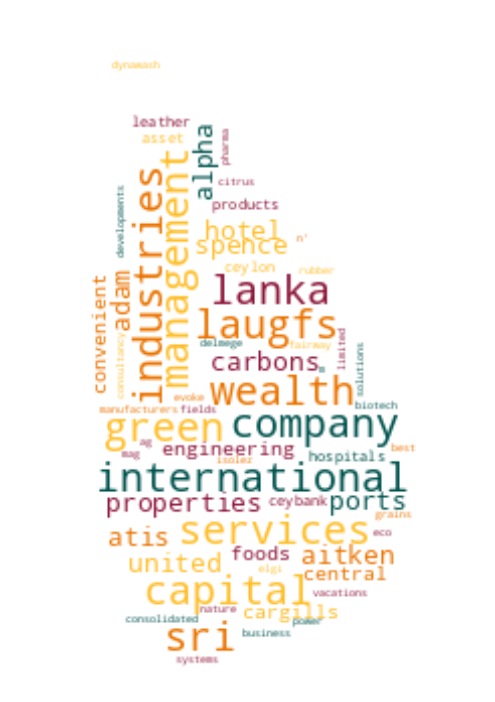 dynawash
leather
asset
alpha
pharma
management
industries
citrus
developments
products
hotel
n'
spence
ceylon
rubber
convenient
adam
lanka
laugfs
consultancy
delmege
fairway
limited
solutions
carbons
m
wealth
evoke
biotech
manufacturers fields
green company
ag
mag
engineering
isolez
hospitals
best
international
properties ceybank ports
grains
services
eco
atis
foods aitken
united
elgi
central
capital
vacations
nature
cargills
consolidated
power
sri
business
systems